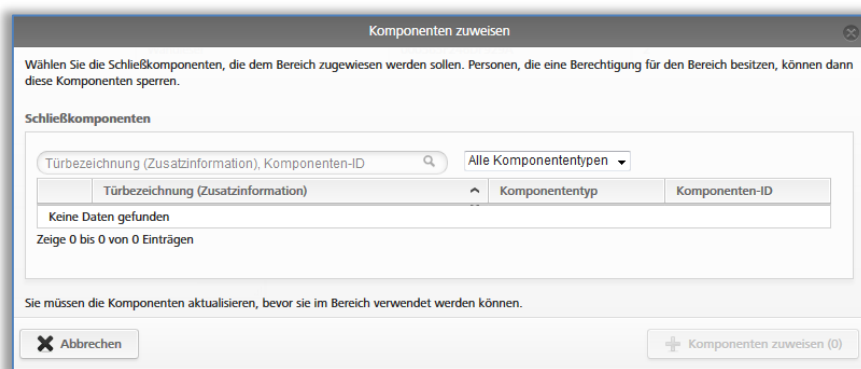 Komponenten zuweisen
Wählen Sie die Schließkomponenten, die dem Bereich zugewiesen werden sollen. Personen, die eine Berechtigung für den Bereich besitzen, können dann
diese Komponenten sperren.
Schließkomponenten
Türbezeichnung (Zusatzinformation), Komponenten-ID
Alle Komponententypen
Türbezeichnung (Zusatzinformation) Komponententyp Komponenten-ID
Keine Daten gefunden
Zeige 0 bis 0 von 0 Einträgen
Sie müssen die Komponenten aktualisieren, bevor sie im Bereich verwendet werden können.
Abbrechen
Komponenten zuweisen (0)